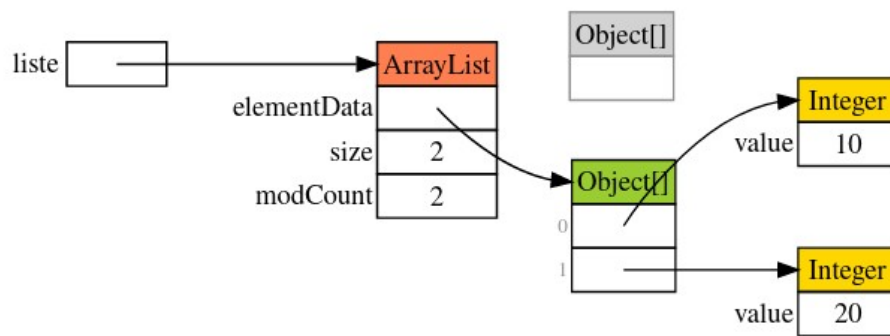 Object[]
liste
ArrayList
elementData
size 2
modCount 2
Integer
value 10
Object[]
0
1
Integer
value 20